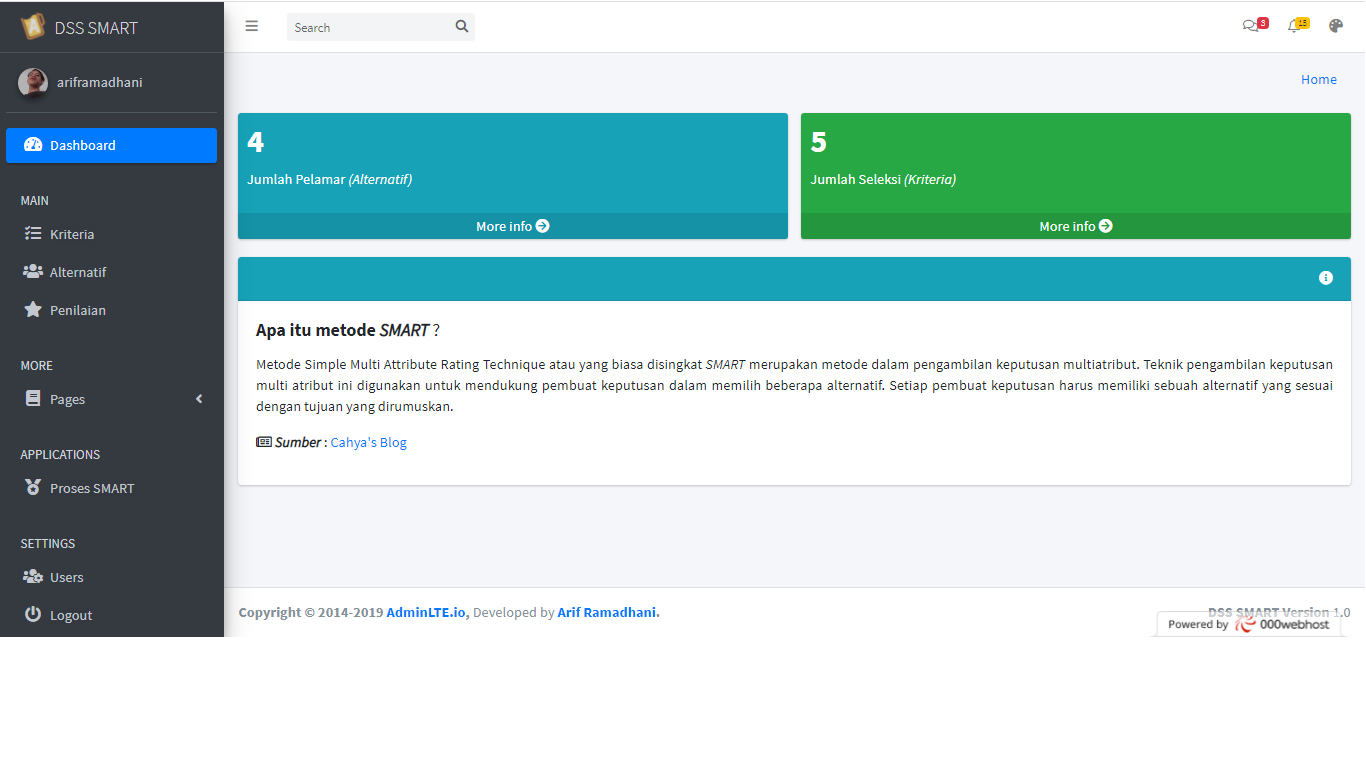 DSS SMART
Search
3
15
ariframadhani
Home
Dashboard
4
Jumlah Pelamar (Alternatif)
More info
5
Jumlah Seleksi (Kriteria)
More info
MAIN
Kriteria
Alternatif
Penilaian
MORE
Pages
APPLICATIONS
Proses SMART
SETTINGS
Users
Logout
Apa itu metode SMART ?
Metode Simple Multi Attribute Rating Technique atau yang biasa disingkat SMART merupakan metode dalam pengambilan keputusan multiatribut. Teknik pengambilan keputusan
multi atribut ini digunakan untuk mendukung pembuat keputusan dalam memilih beberapa alternatif. Setiap pembuat keputusan harus memiliki sebuah alternatif yang sesuai
dengan tujuan yang dirumuskan.
Sumber : Cahya's Blog
Copyright © 2014-2019 AdminLTE.io, Developed by Arif Ramadhani.
DSS SMART Version 1.0
Powered by 000webhost